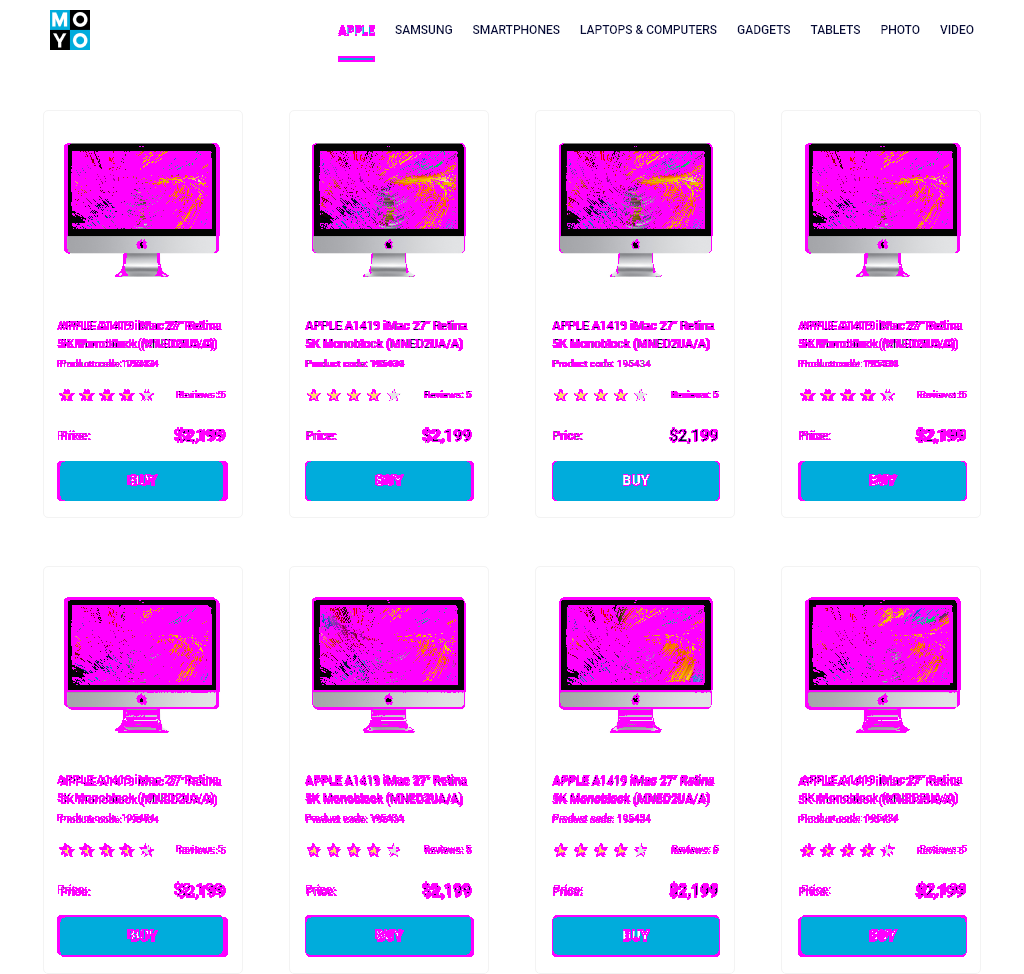 MO
YO
APPLE SAMSUNG SMARTPHONES LAPTOPS & COMPUTERS GADGETS TABLETS PHOTO VIDEO
APPLE A1419 iMac 27" Retina APPLE A1419 iMac 27" Retina APPLE A1419 iMac 27" Retina APPLE A1419 iMac 27" Retina
5K Monoblock (MNED2UA/A) 5K Monoblock (MNED2UA/A) 5K Monoblock (MNED2UA/A) 5K Monoblock (MNED2UA/A)
Product code: 195434 Product code: 195434 Product code: 195434 Product code: 195434
Reviews: 5 Reviews: 5 Reviews: 5 Reviews: 5
Price: $2,199 Price: $2,199 Price: $2,199 Price: $2,199
BUY BUY BUY BUY
APPLE A1419 iMac 27" Retina APPLE A1419 iMac 27" Retina APPLE A1419 iMac 27" Retina APPLE A1419 iMac 27" Retina
5K Monoblock (MNED2UA/A) 5K Monoblock (MNED2UA/A) 5K Monoblock (MNED2UA/A) 5K Monoblock (MNED2UA/A)
Product code: 195434 Product code: 195434 Product code: 195434 Product code: 195434
Reviews: 5 Reviews: 5 Reviews: 5 Reviews: 5
Price: $2,199 Price: $2,199 Price: $2,199 Price: $2,199
BUY BUY BUY BUY